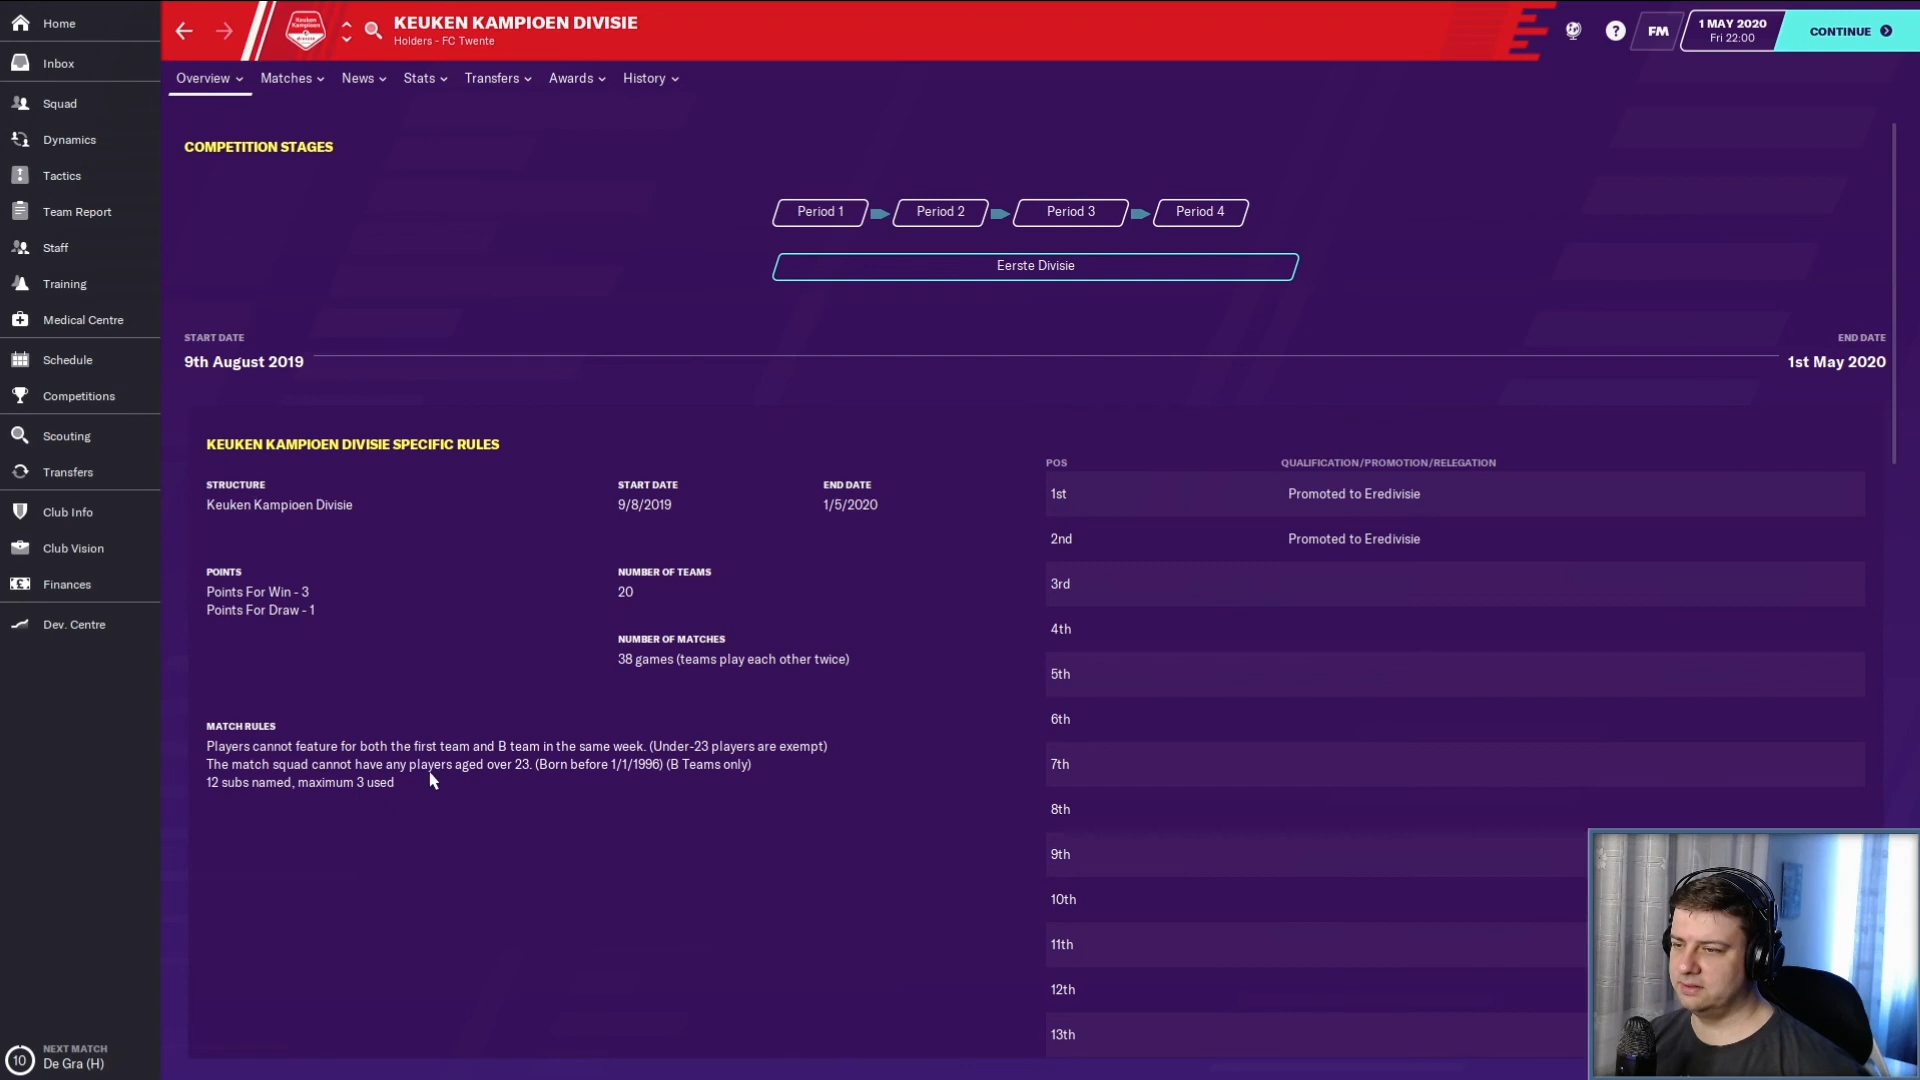 Home
Inbox
Squad
Dynamics
Tactics
Team Report
Staff
Training
Medical Centre
Schedule
Competitions
Scouting
Transfers
Club Info
Club Vision
Finances
Dev. Centre
10
NEXT MATCH
De Gra (H)
KEUKEN KAMPIOEN DIVISIE
Holders - FC Twente
?
FM
1 MAY 2020
Fri 22:00
CONTINUE
Overview Matches News Stats Transfers Awards History
COMPETITION STAGES
Period 1 Period 2 Period 3 Period 4
Eerste Divisie
START DATE
9th August 2019
END DATE
1st May 2020
KEUKEN KAMPIOEN DIVISIE SPECIFIC RULES
STRUCTURE
Keuken Kampioen Divisie
START DATE
9/8/2019
END DATE
1/5/2020
POINTS
Points For Win - 3
Points For Draw - 1
NUMBER OF TEAMS
20
NUMBER OF MATCHES
38 games (teams play each other twice)
MATCH RULES
Players cannot feature for both the first team and B team in the same week. (Under-23 players are exempt)
The match squad cannot have any players aged over 23. (Born before 1/1/1996) (B Teams only)
12 subs named, maximum 3 used
POS QUALIFICATION/PROMOTION/RELEGATION
1st Promoted to Eredivisie
2nd Promoted to Eredivisie
3rd
4th
5th
6th
7th
8th
9th
10th
11th
12th
13th